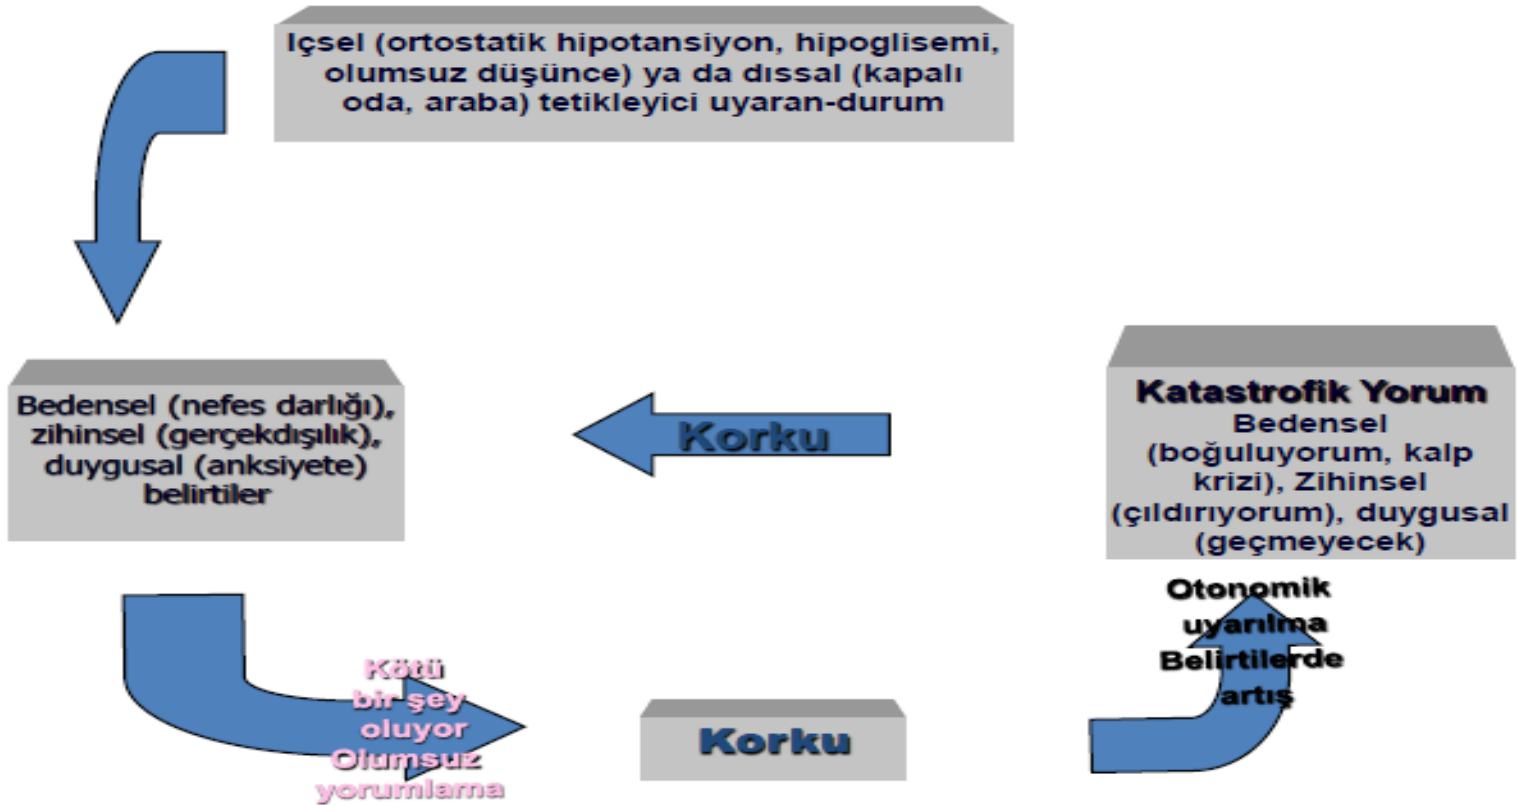 Içsel (ortostatik hipotansiyon, hipoglisemi,
olumsuz düşünce) ya da dıssal (kapalı
oda, araba) tetikleyici uyaran-durum
Bedensel (nefes darlığı),
zihinsel (gerçekdışılık),
duygusal (anksiyete)
belirtiler
Korku
Katastrofik Yorum
Bedensel
(boğuluyorum, kalp
krizi), Zihinsel
(çıldırıyorum), duygusal
(geçmeyecek)
Kötü
bir şey
oluyor
Olumsuz
yorumlama
Korku
Otonomik
uyarılma
Belirtilerde
artış